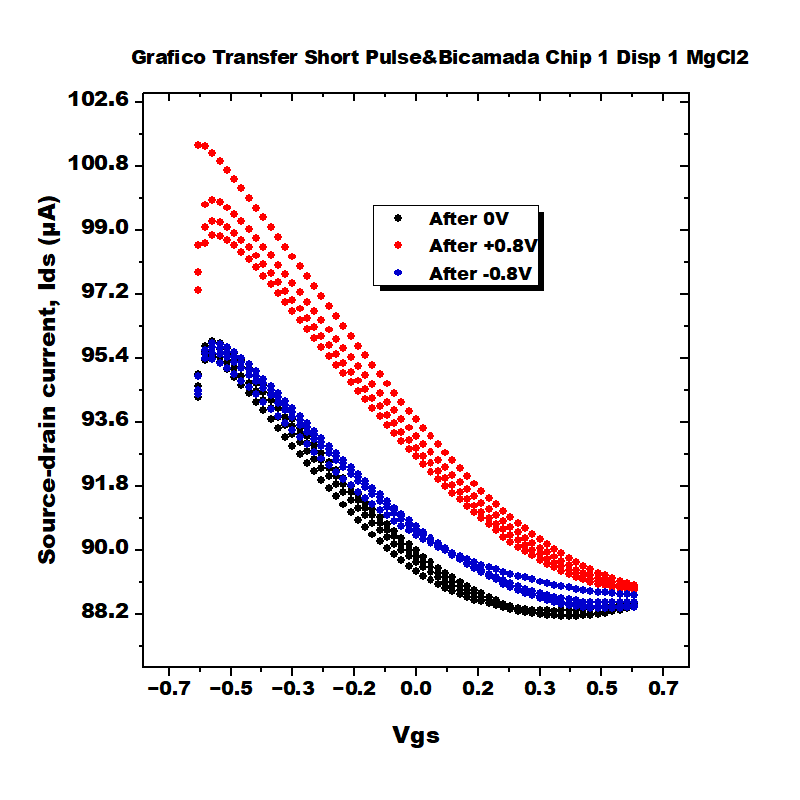 Grafico Transfer Short Pulse&Bicamada Chip 1 Disp 1 MgCl2
102.6
100.8
99.0
97.2
95.4
93.6
91.8
90.0
88.2
Source-drain current, Ids (µA)
After 0V
After +0.8V
After -0.8V
−0.7 −0.5 −0.3 −0.2 0.0 0.2 0.3 0.5 0.7
Vgs